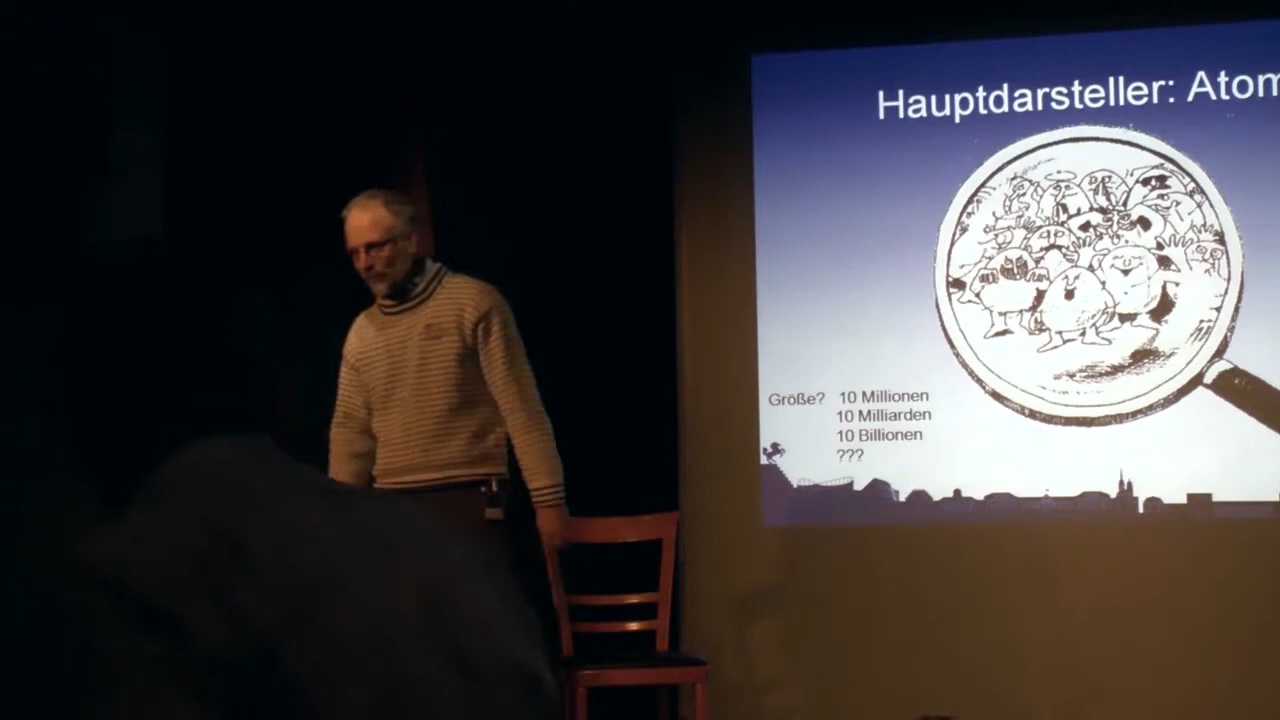 Hauptdarsteller: Atom
Größe? 10 Millionen
10 Milliarden
10 Billionen
???